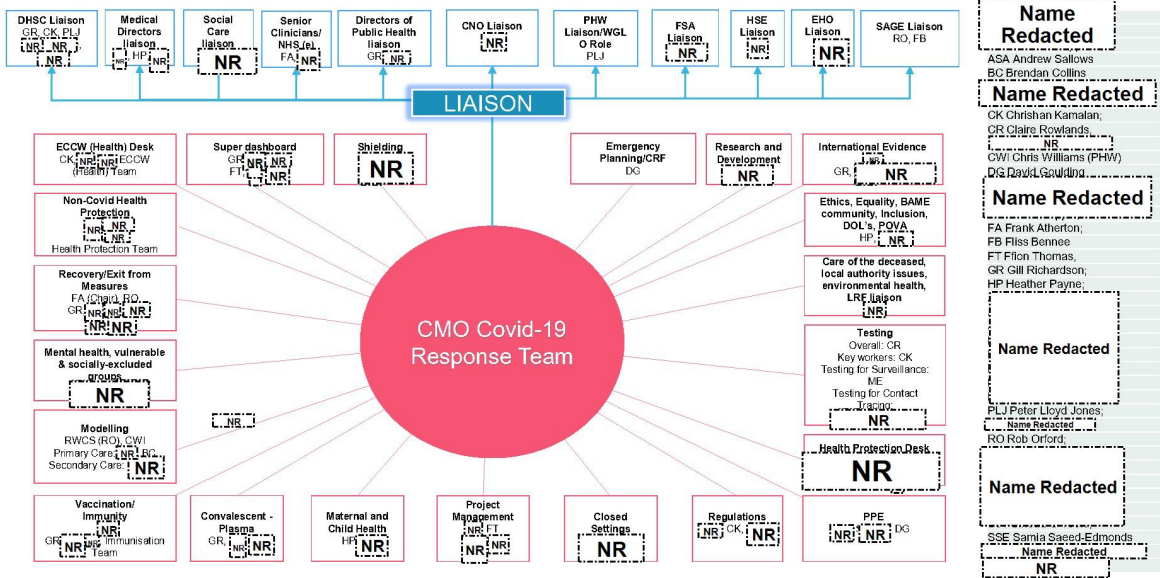 DHSC Liaison
GR, CK, PLJ
NR NR
NR
Medical
Directors
liaison
NR HP NR
Social
Care
liaison
NR
Senior
Clinicians/
NHS (e)
FA, NR
Directors of
Public Health
liaison
GR NR
CNO Liaison
NR
PHW
Liaison/WGL
O Role
PLJ
FSA
Liaison
NR
HSE
Liaison
NR
EHO
Liaison
NR
SAGE Liaison
RO, FB
LIAISON
ECCW (Health) Desk
CK, NR NR ECCW
(Health) Team
Super dashboard
GR NR NR
FT, NR
Shielding
NR
Emergency
Planning/CRF
DG
Research and
Development
NR
International Evidence
NR
GR, NR
Non-Covid Health
Protection
NR NR
NR
Health Protection Team
Ethics, Equality, BAME
community, Inclusion,
DOL's, POVA
HP, NR
Recovery/Exit from
Measures
FA (Chair), RO,
GR, NR NR NR
NR NR
Care of the deceased,
local authority issues,
environmental health,
LRF liaison
NR
CMO Covid-19
Response Team
Mental health, vulnerable
& socially-excluded
groups
NR
Testing
Overall: CR
Key workers: CK
Testing for Surveillance:
ME
Testing for Contact
Tracing:
NR
NR
Modelling
RWCS (RO), CWI
Primary Care: NR BC
Secondary Care: NR
Health Protection Desk
NR
Vaccination/
Immunity
NR
GR NR NR Immunisation
Team
Convalescent -
Plasma
GR, NR NR
Maternal and
Child Health
HP NR
Project
Management
NR FT
NR NR
Closed
Settings
NR
Regulations
NR CK, NR
PPE
NR NR DG
Name
Redacted
ASA Andrew Sallows
BC Brendan Collins
Name Redacted
CK Chrishan Kamalan;
CR Claire Rowlands,
NR
CWI Chris Williams (PHW)
DG David Goulding
Name Redacted
FA Frank Atherton;
FB Fliss Bennee
FT Ffion Thomas,
GR Gill Richardson;
HP Heather Payne;
Name Redacted
PLJ Peter Lloyd Jones;
Name Redacted
RO Rob Orford;
Name Redacted
SSE Samia Saeed-Edmonds
Name Redacted
NR